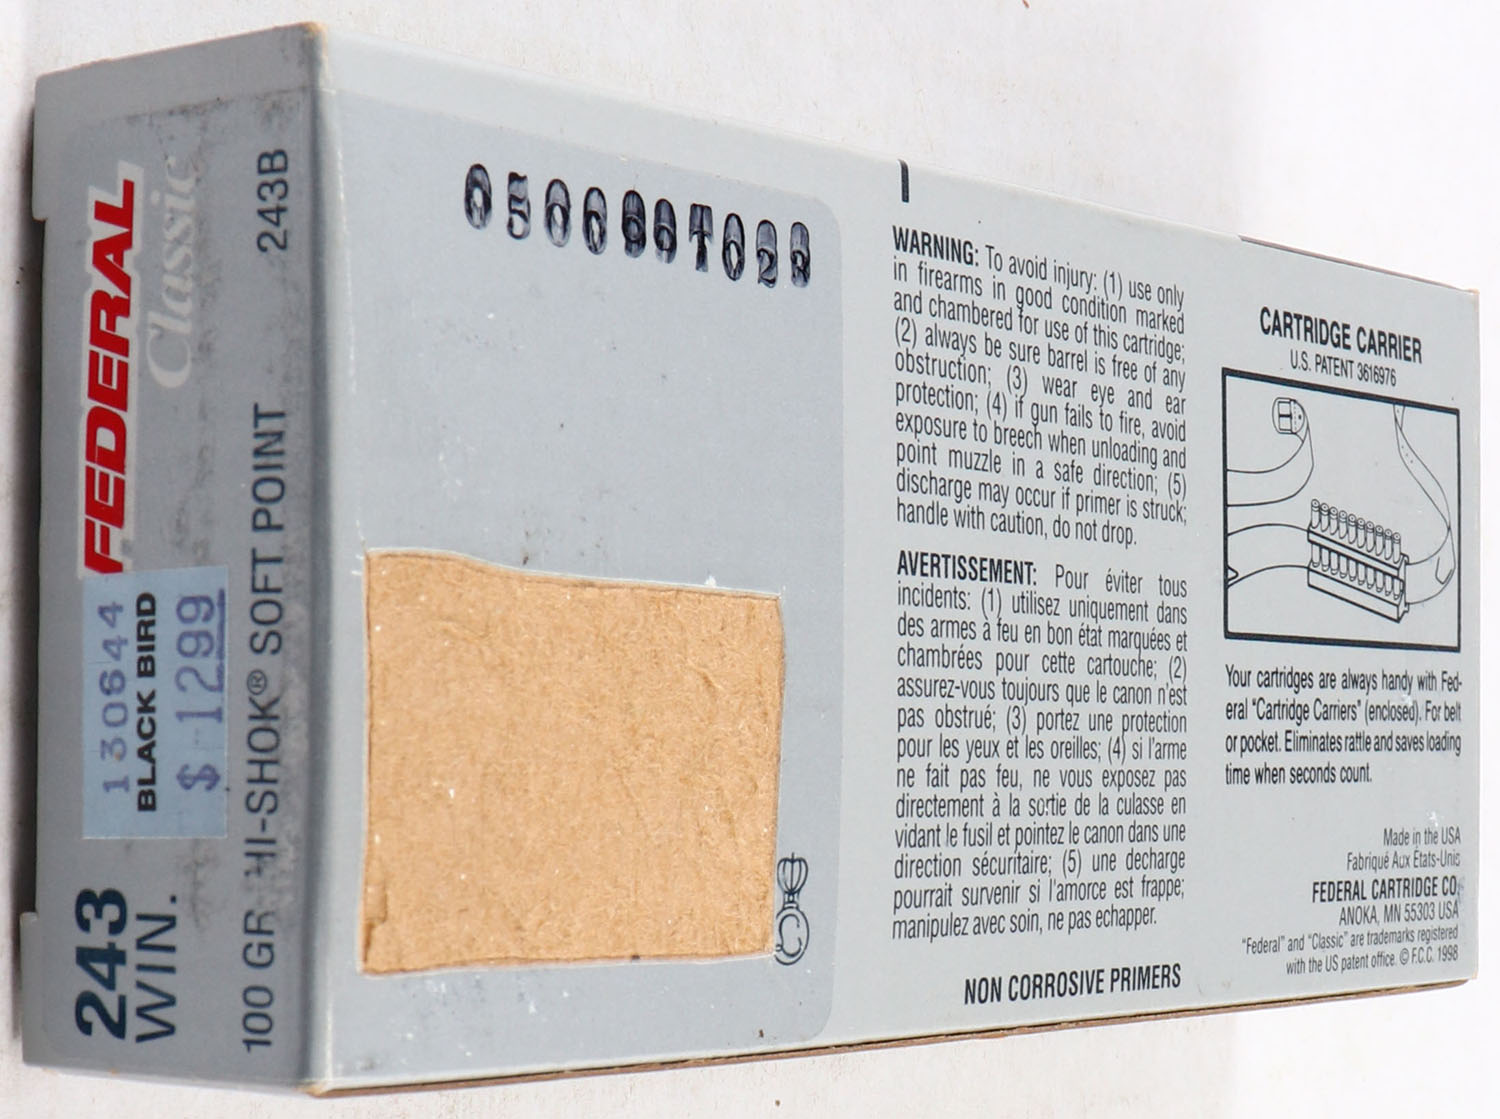 FEDERAL
Classic
243
WIN.
130644
BLACK BIRD
$ 1299
100 GR. HI-SHOK® SOFT POINT 243B
WARNING: To avoid injury: (1) use only
in firearms in good condition marked
and chambered for use of this cartridge;
(2) always be sure barrel is free of any
obstruction; (3) wear eye and ear
protection; (4) if gun fails to fire, avoid
exposure to breech when unloading and
point muzzle in a safe direction; (5)
discharge may occur if primer is struck;
handle with caution, do not drop.
AVERTISSEMENT: Pour éviter tous
incidents: (1) utilisez uniquement dans
des armes à feu en bon état marquées et
chambrées pour cette cartouche; (2)
assurez-vous toujours que le canon n'est
pas obstrué; (3) portez une protection
pour les yeux et les oreilles; (4) si l'arme
ne fait pas feu, ne vous exposez pas
directement à la sortie de la culasse en
vidant le fusil et pointez le canon dans une
direction sécuritaire; (5) une decharge
pourrait survenir si l'amorce est frappe;
manipulez avec soin, ne pas echapper.
NON CORROSIVE PRIMERS
CARTRIDGE CARRIER
U.S. PATENT 3616976
Your cartridges are always handy with Fed-
eral "Cartridge Carriers" (enclosed). For belt
or pocket. Eliminates rattle and saves loading
time when seconds count.
Made in the USA
Fabriqué Aux États-Unis
FEDERAL CARTRIDGE CO.
ANOKA, MN 55303 USA
"Federal" and "Classic" are trademarks registered
with the US patent office. © F.C.C. 1998